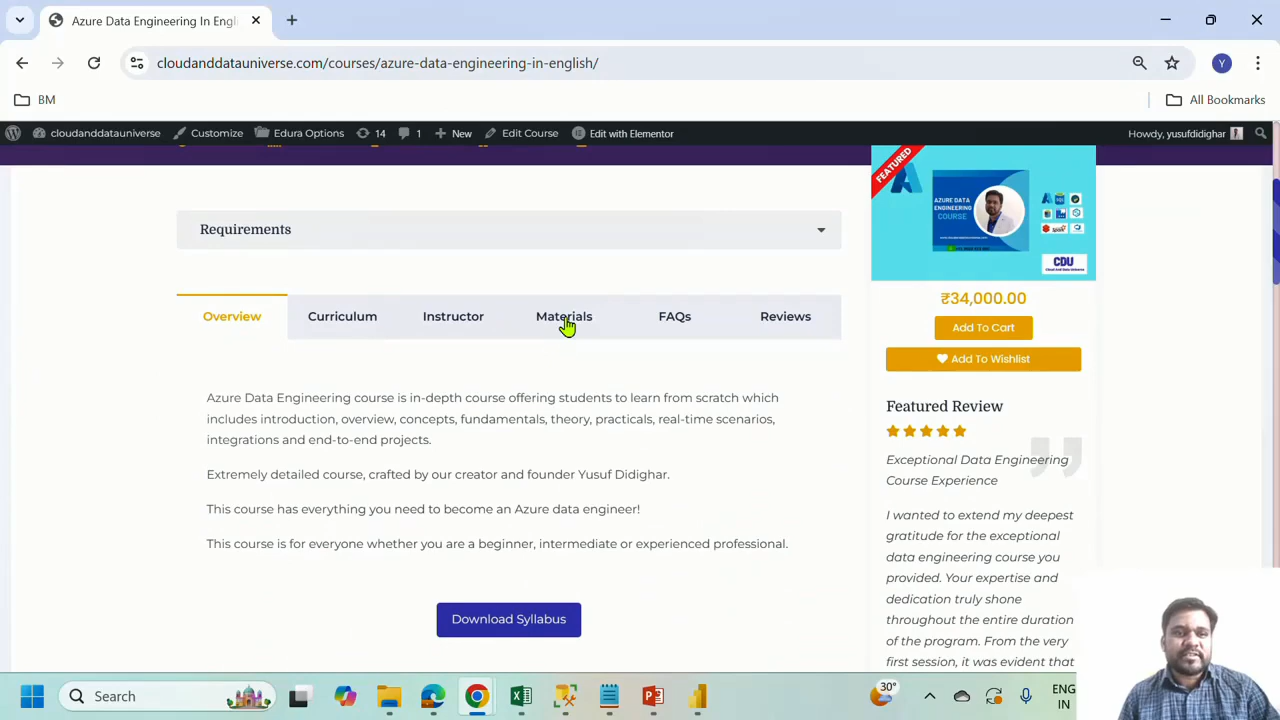 Azure Data Engineering In Engl
cloudanddatauniverse.com/courses/azure-data-engineering-in-english/
Y
BM
All Bookmarks
cloudanddatauniverse
Customize
Edura Options
14
1
New
Edit Course
Edit with Elementor
Howdy, yusufdidighar
FEATURED
AZURE DATA
ENGINEERING
COURSE
CDU
Cloud And Data Universe
Requirements
₹34,000.00
Overview
Curriculum
Instructor
Materials
FAQs
Reviews
Add To Cart
Add To Wishlist
Azure Data Engineering course is in-depth course offering students to learn from scratch which
includes introduction, overview, concepts, fundamentals, theory, practicals, real-time scenarios,
integrations and end-to-end projects.
Extremely detailed course, crafted by our creator and founder Yusuf Didighar.
This course has everything you need to become an Azure data engineer!
This course is for everyone whether you are a beginner, intermediate or experienced professional.
Download Syllabus
Featured Review
Exceptional Data Engineering
Course Experience
I wanted to extend my deepest
gratitude for the exceptional
data engineering course you
provided. Your expertise and
dedication truly shone
throughout the entire duration
of the program. From the very
first session, it was evident that
Search
30°
ENG
IN